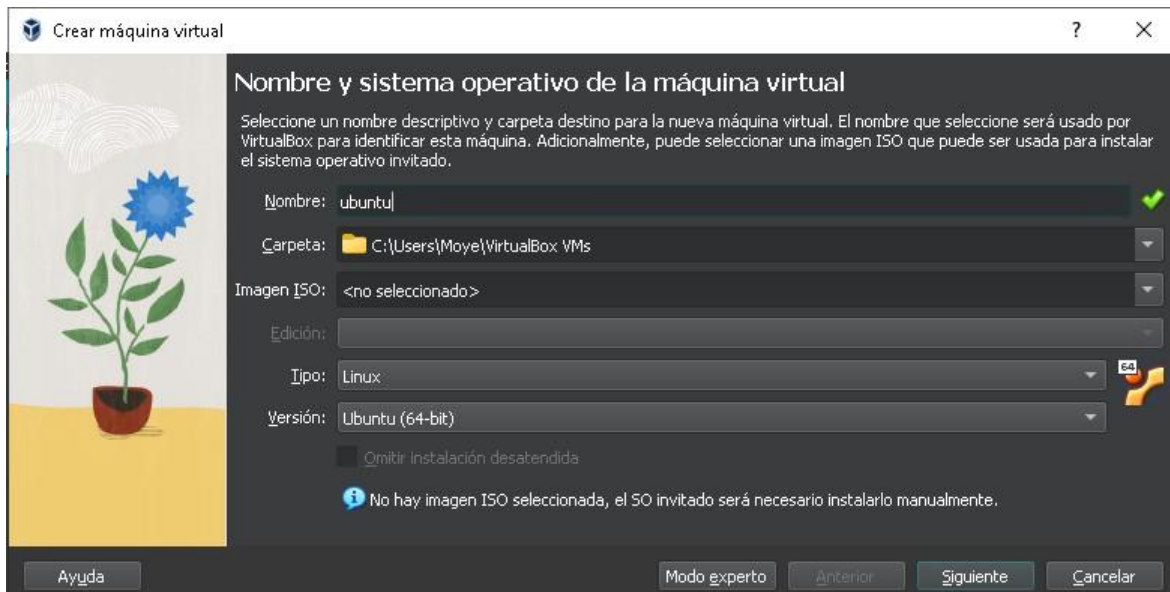 Crear máquina virtual
?
Nombre y sistema operativo de la máquina virtual
Seleccione un nombre descriptivo y carpeta destino para la nueva máquina virtual. El nombre que seleccione será usado por
VirtualBox para identificar esta máquina. Adicionalmente, puede seleccionar una imagen ISO que puede ser usada para instalar
el sistema operativo invitado.
Nombre: ubuntu
Carpeta: C:\Users\Moye\VirtualBox VMs
Imagen ISO: <no seleccionado>
Edición:
Tipo: Linux
64
Versión: Ubuntu (64-bit)
Omitir instalación desatendida
No hay imagen ISO seleccionada, el SO invitado será necesario instalarlo manualmente.
Ayuda Modo experto Anterior Siguiente Cancelar